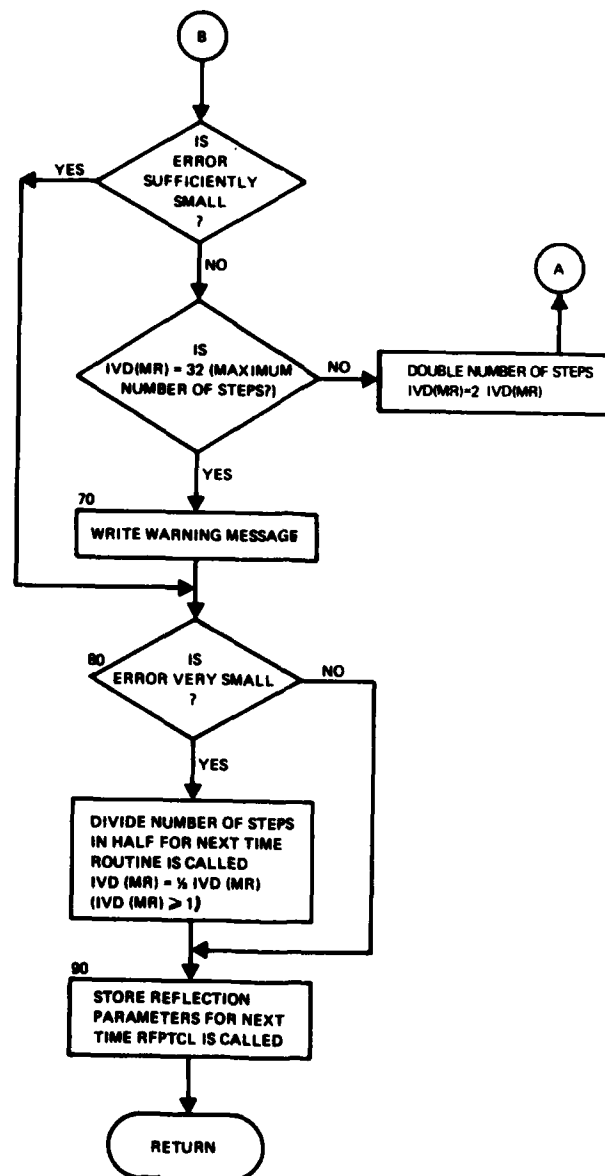 B
IS
ERROR
SUFFICIENTLY
SMALL
?
YES
NO
A
IS
IVD(MR) = 32 (MAXIMUM
NUMBER OF STEPS?)
NO
DOUBLE NUMBER OF STEPS
IVD(MR)=2 IVD(MR)
YES
70
WRITE WARNING MESSAGE
80
IS
ERROR VERY SMALL
?
NO
YES
DIVIDE NUMBER OF STEPS
IN HALF FOR NEXT TIME
ROUTINE IS CALLED
IVD (MR) = ½ IVD (MR)
(IVD (MR) ⩾ 1)
90
STORE REFLECTION
PARAMETERS FOR NEXT
TIME RFPTCL IS CALLED
RETURN